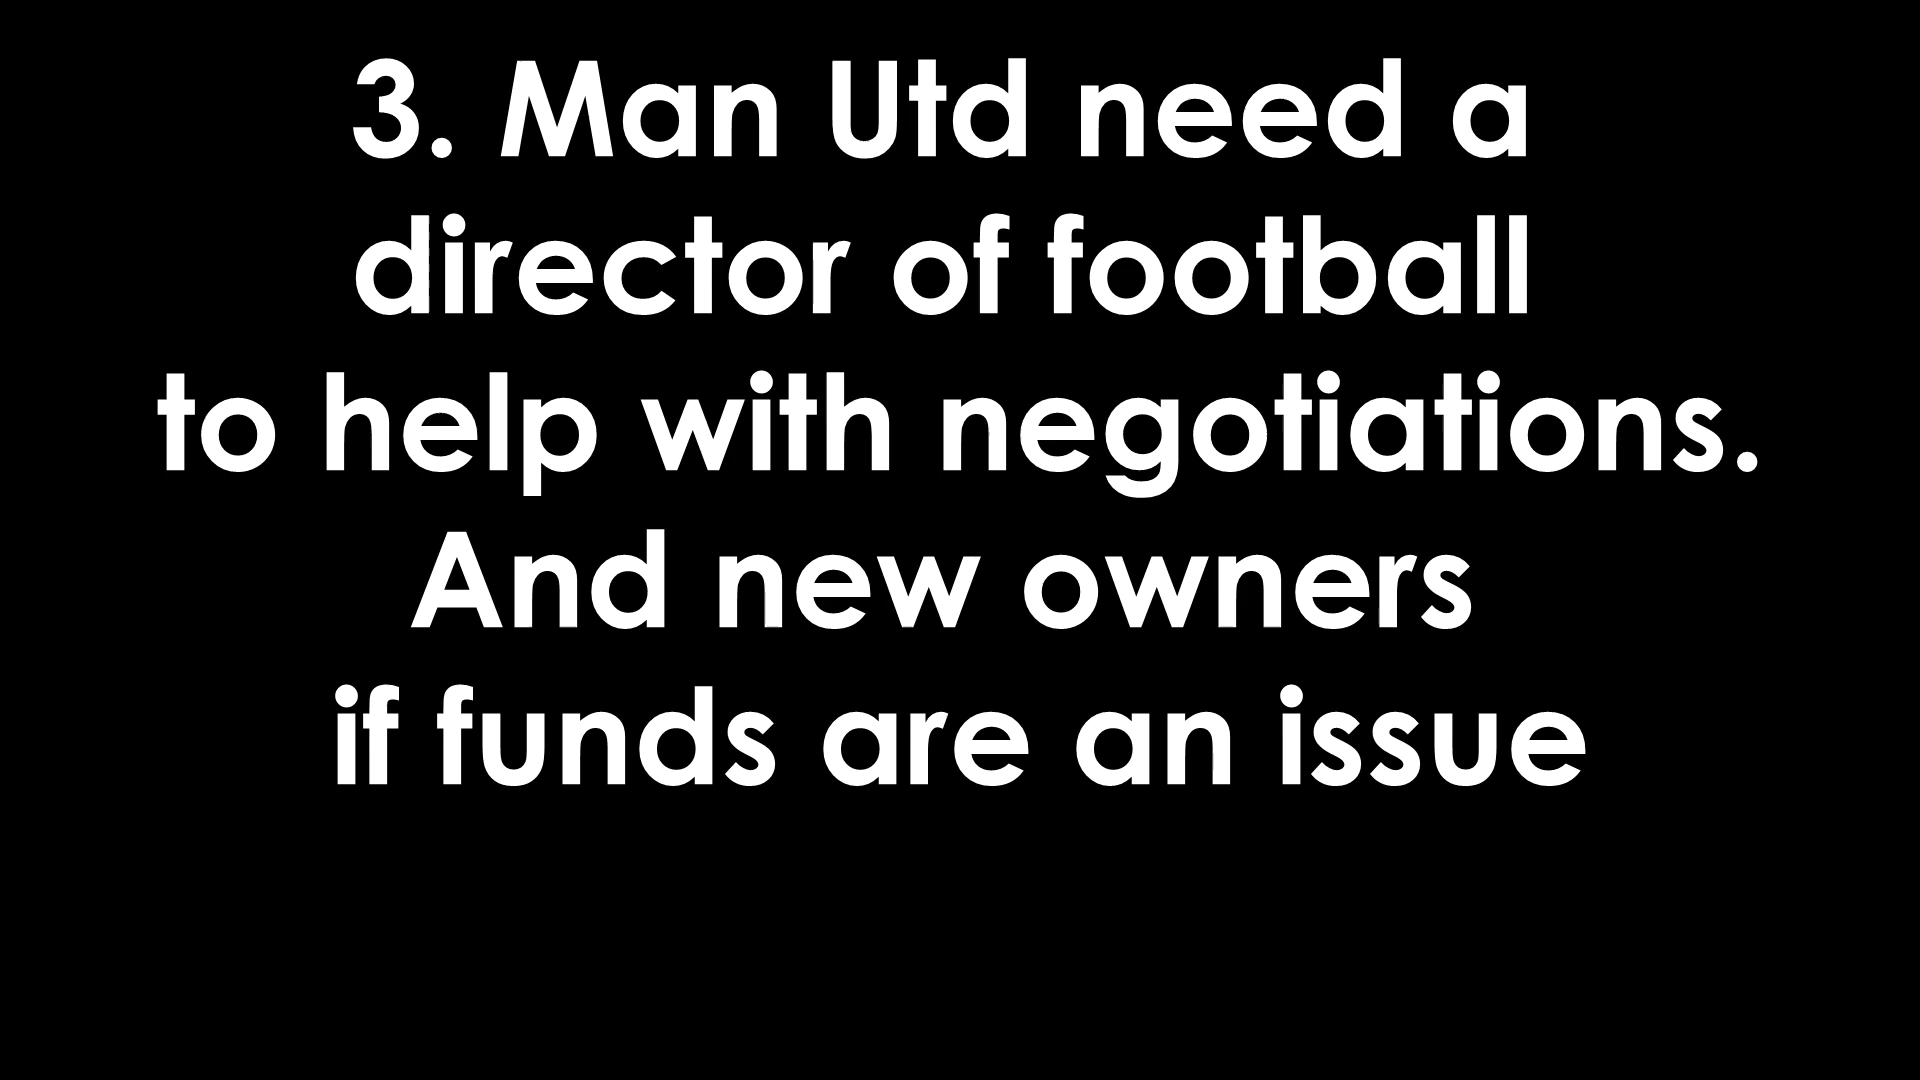 3. Man Utd need a
director of football
to help with negotiations.
And new owners
if funds are an issue